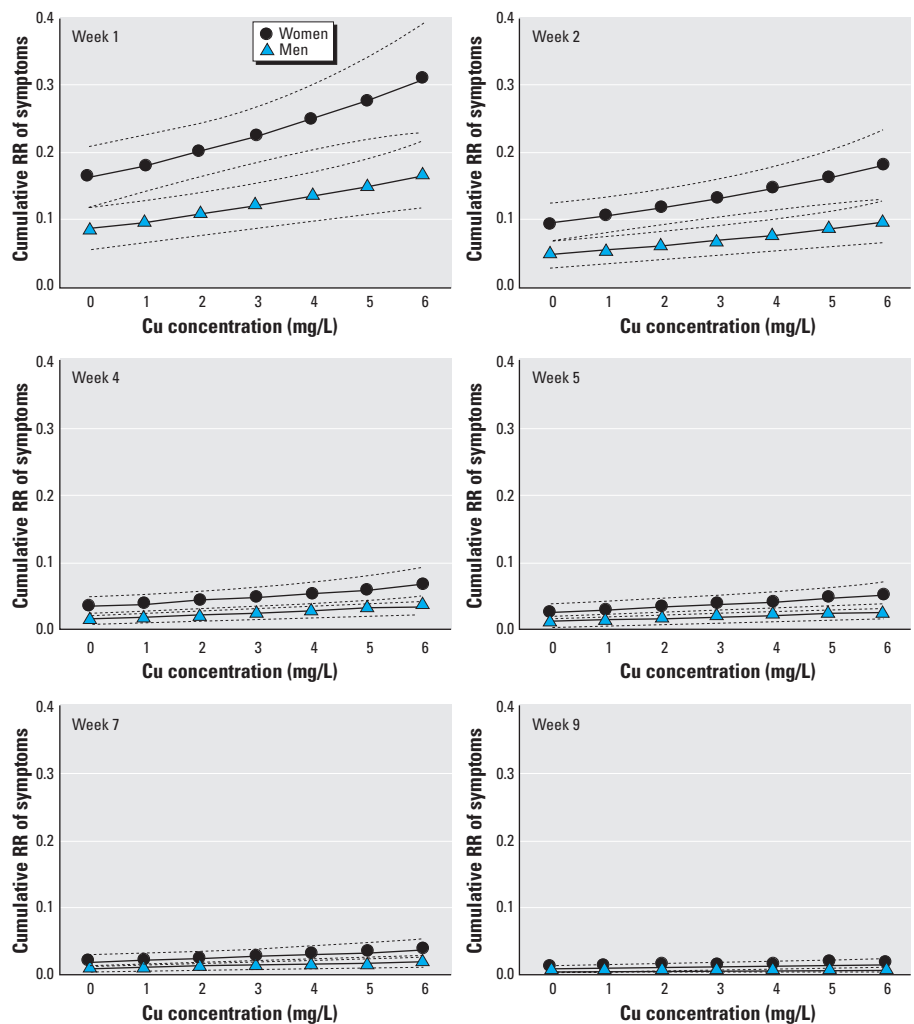 Cumulative RR of symptoms
0.4
0.3
0.2
0.1
0.0
Week 1
Women
Men
0 1 2 3 4 5 6
Cu concentration (mg/L)
Cumulative RR of symptoms
0.4
0.3
0.2
0.1
0.0
Week 2
0 1 2 3 4 5 6
Cu concentration (mg/L)
Cumulative RR of symptoms
0.4
0.3
0.2
0.1
0.0
Week 4
0 1 2 3 4 5 6
Cu concentration (mg/L)
Cumulative RR of symptoms
0.4
0.3
0.2
0.1
0.0
Week 5
0 1 2 3 4 5 6
Cu concentration (mg/L)
Cumulative RR of symptoms
0.4
0.3
0.2
0.1
0.0
Week 7
0 1 2 3 4 5 6
Cu concentration (mg/L)
Cumulative RR of symptoms
0.4
0.3
0.2
0.1
0.0
Week 9
0 1 2 3 4 5 6
Cu concentration (mg/L)